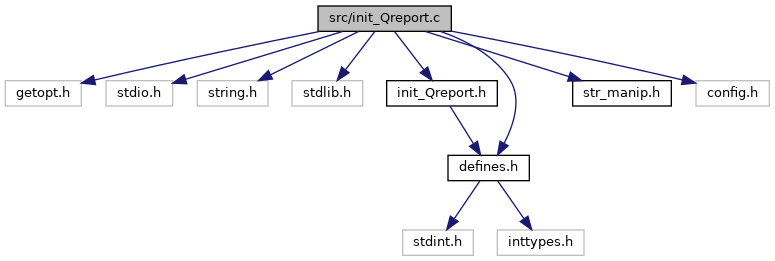 src/init_Qreport.c
getopt.h
stdio.h
string.h
stdlib.h
init_Qreport.h
str_manip.h
config.h
defines.h
stdint.h
inttypes.h